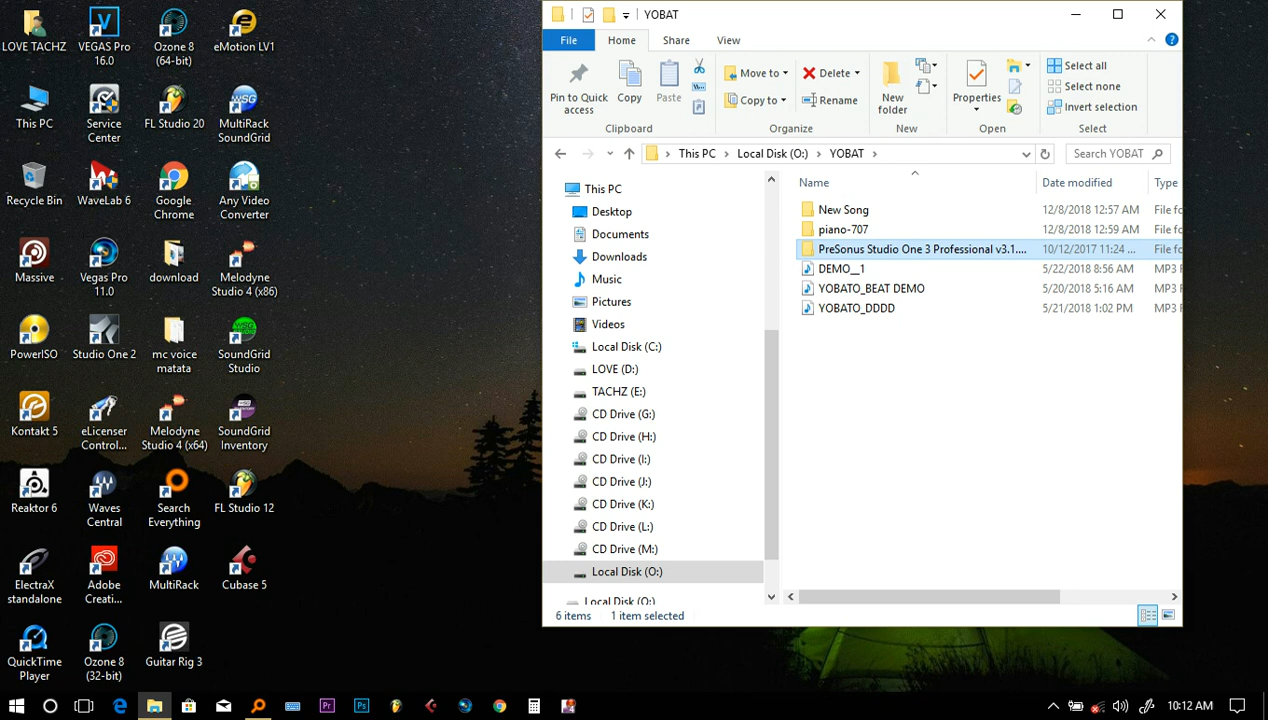 LOVE TACHZ
VEGAS Pro
16.0
Ozone 8
(64-bit)
eMotion LV1
This PC
Service
Center
FL Studio 20
MultiRack
SoundGrid
Recycle Bin
WaveLab 6
Google
Chrome
Any Video
Converter
Massive
Vegas Pro
11.0
download
Melodyne
Studio 4 (x86)
PowerISO
Studio One 2
mc voice
matata
SoundGrid
Studio
Kontakt 5
eLicenser
Control...
Melodyne
Studio 4 (x64)
SoundGrid
Inventory
Reaktor 6
Waves
Central
Search
Everything
FL Studio 12
ElectraX
standalone
Adobe
Creati...
MultiRack
Cubase 5
QuickTime
Player
Ozone 8
(32-bit)
Guitar Rig 3
YOBAT
File
Home
Share
View
Pin to Quick
access
Copy
Paste
Clipboard
Move to
Copy to
Delete
Rename
Organize
New
folder
New
Properties
Open
Select all
Select none
Invert selection
Select
This PC
Local Disk (O:)
YOBAT
Search YOBAT
This PC
Desktop
Documents
Downloads
Music
Pictures
Videos
Local Disk (C:)
LOVE (D:)
TACHZ (E:)
CD Drive (G:)
CD Drive (H:)
CD Drive (I:)
CD Drive (J:)
CD Drive (K:)
CD Drive (L:)
CD Drive (M:)
Local Disk (O:)
Local Disk (O:)
Name Date modified Type
New Song 12/8/2018 12:57 AM File fo
piano-707 12/8/2018 12:59 AM File fo
PreSonus Studio One 3 Professional v3.1.... 10/12/2017 11:24 ... File fo
DEMO__1 5/22/2018 8:56 AM MP3 F
YOBATO_BEAT DEMO 5/20/2018 5:16 AM MP3 F
YOBATO_DDDD 5/21/2018 1:02 PM MP3 F
6 items 1 item selected
10:12 AM